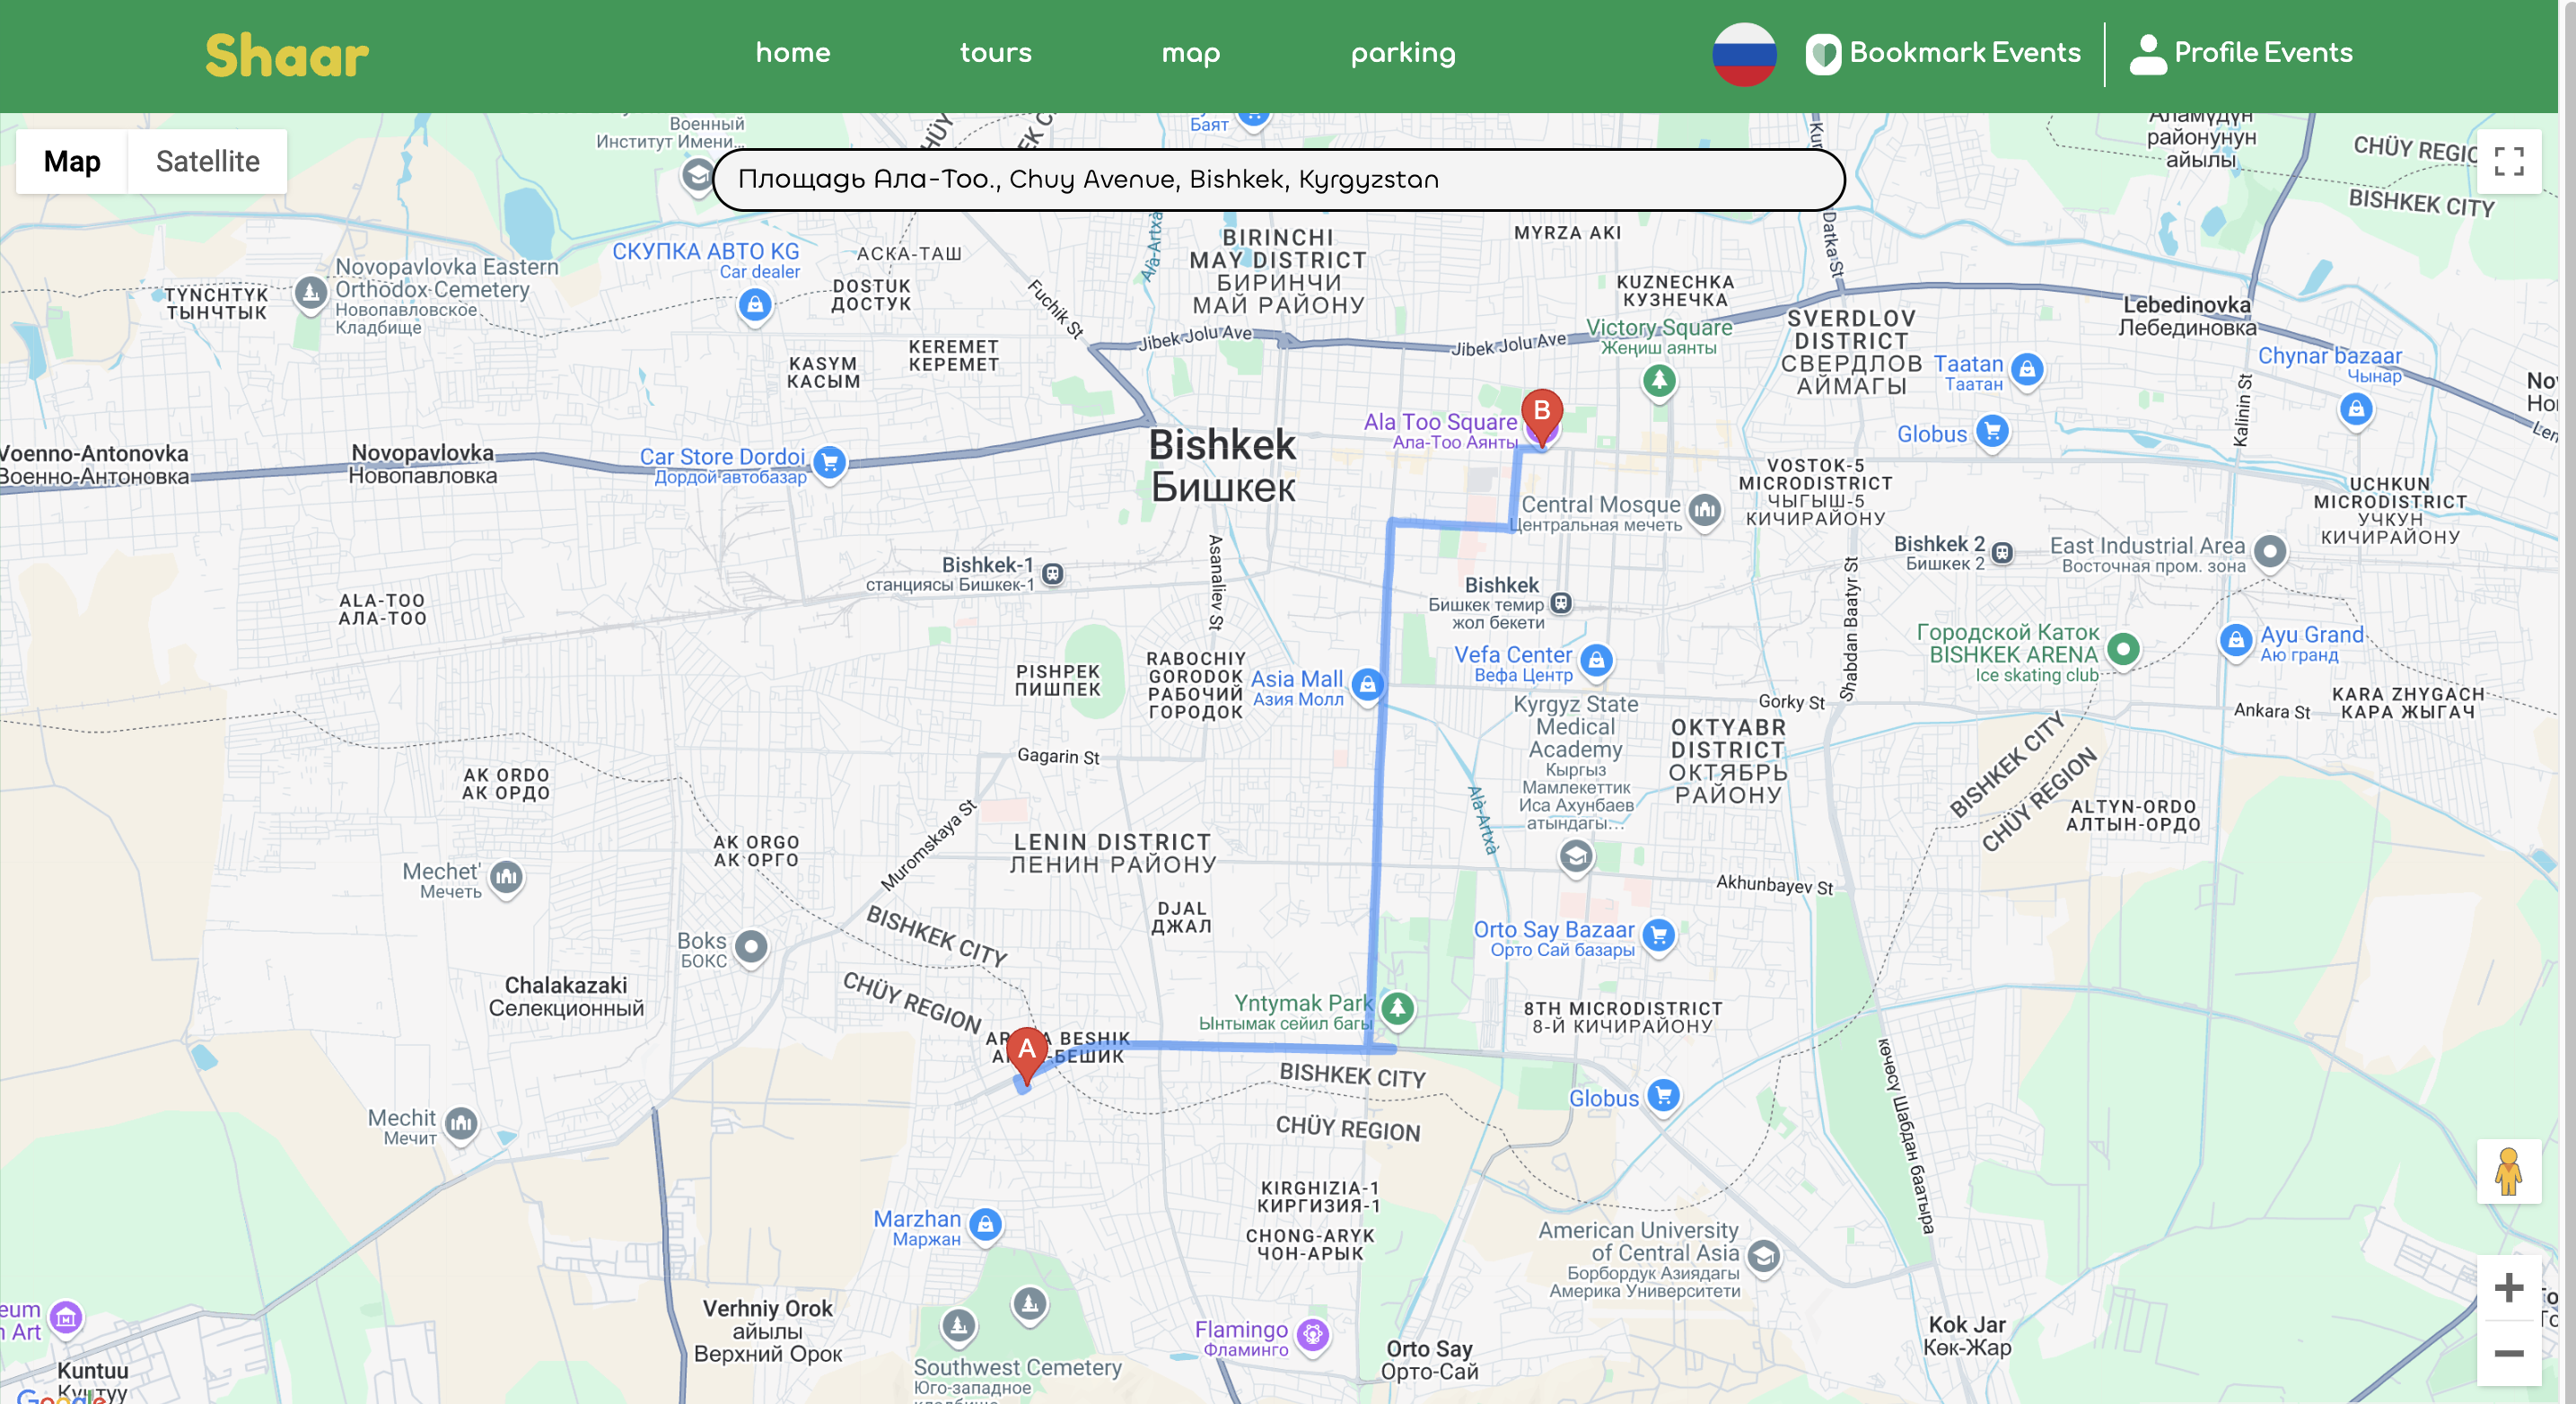 Shaar
home
tours
map
parking
Bookmark Events
Profile Events
Map
Satellite
Площадь Ала-Тоо., Chuy Avenue, Bishkek, Kyrgyzstan
Военный
Институт Имени...
CHÜY
Баят
районунун
айылы
BISHKEK CITY
TYNCHTYK
ТЫНЧТЫК
Novopavlovka Eastern
Orthodox Cemetery
Новопавловское
Кладбище
СКУПКА АВТО KG
Car dealer
АСКА-ТАШ
DOSTUK
ДОСТУК
Fuchik St
Ala-Artxa
BIRINCHI
MAY DISTRICT
БИРИНЧИ
МАЙ РАЙОНУ
MYRZA AKI
KUZNECHKA
КУЗНЕЧКА
Datka St
Lebedinovka
Лебединовка
Jibek Jolu Ave
Jibek Jolu Ave
Victory Square
Жеңиш аянты
SVERDLOV
DISTRICT
СВЕРДЛОВ
АЙМАГЫ
Taatan
Таатан
Chynar bazaar
Чынар
KASYM
КАСЫМ
KEREMET
КЕРЕМЕТ
Kalinin St
Voenno-Antonovka
Военно-Антоновка
Novopavlovka
Новопавловка
Car Store Dordoi
Дордой автобазар
Bishkek
Бишкек
Ala Too Square
Ала-Тоо Аянты
B
Globus
VOSTOK-5
MICRODISTRICT
ЧЫГЫШ-5
КИЧИРАЙОНУ
UCHKUN
MICRODISTRICT
УЧКУН
КИЧИРАЙОНУ
Central Mosque
Центральная мечеть
Asanaliev St
Bishkek-1
станциясы Бишкек-1
Bishkek
Бишкек темир
жол бекети
Bishkek 2
Бишкек 2
East Industrial Area
Восточная пром. зона
ALA-TOO
АЛА-ТОО
Shabdan Baatyr St
Городской Каток
BISHKEK ARENA
Ice skating club
Ayu Grand
Аю гранд
PISHPEK
ПИШПЕК
RABOCHIY
GORODOK
РАБОЧИЙ
ГОРОДОК
Asia Mall
Азия Молл
Vefa Center
Вефа Центр
Gorky St
Ankara St
KARA ZHYGACH
КАРА ЖЫГАЧ
Kyrgyz State
Medical
Academy
Кыргыз
Мамлекеттик
Иса Ахунбаев
атындагы...
OKTYABR
DISTRICT
ОКТЯБРЬ
РАЙОНУ
Gagarin St
AK ORDO
АК ОРДО
BISHKEK CITY
CHÜY REGION
ALTYN-ORDO
АЛТЫН-ОРДО
Muromskaya St
Ala-Artxa
AK ORGO
АК ОРГО
LENIN DISTRICT
ЛЕНИН РАЙОНУ
Mechet'
Мечеть
Akhunbayev St
DJAL
ДЖАЛ
BISHKEK CITY
CHÜY REGION
Boks
БОКС
Orto Say Bazaar
Орто Сай базары
Chalakazaki
Селекционный
Yntymak Park
Ынтымак сейил багы
8TH MICRODISTRICT
8-Й КИЧИРАЙОНУ
A
BESHIK
БЕШИК
BISHKEK CITY
CHÜY REGION
Globus
көчөсү Шабдан баатыра
Mechit
Мечит
KIRGHIZIA-1
КИРГИЗИЯ-1
CHONG-ARYK
ЧОН-АРЫК
Marzhan
Маржан
American University
of Central Asia
Борбордук Азиядагы
Америка Университети
Verhniy Orok
айылы
Верхний Орок
Flamingo
Фламинго
Orto Say
Орто-Сай
Kok Jar
Көк-Жар
Southwest Cemetery
Юго-западное
Kuntuu
Кунтуу
Google